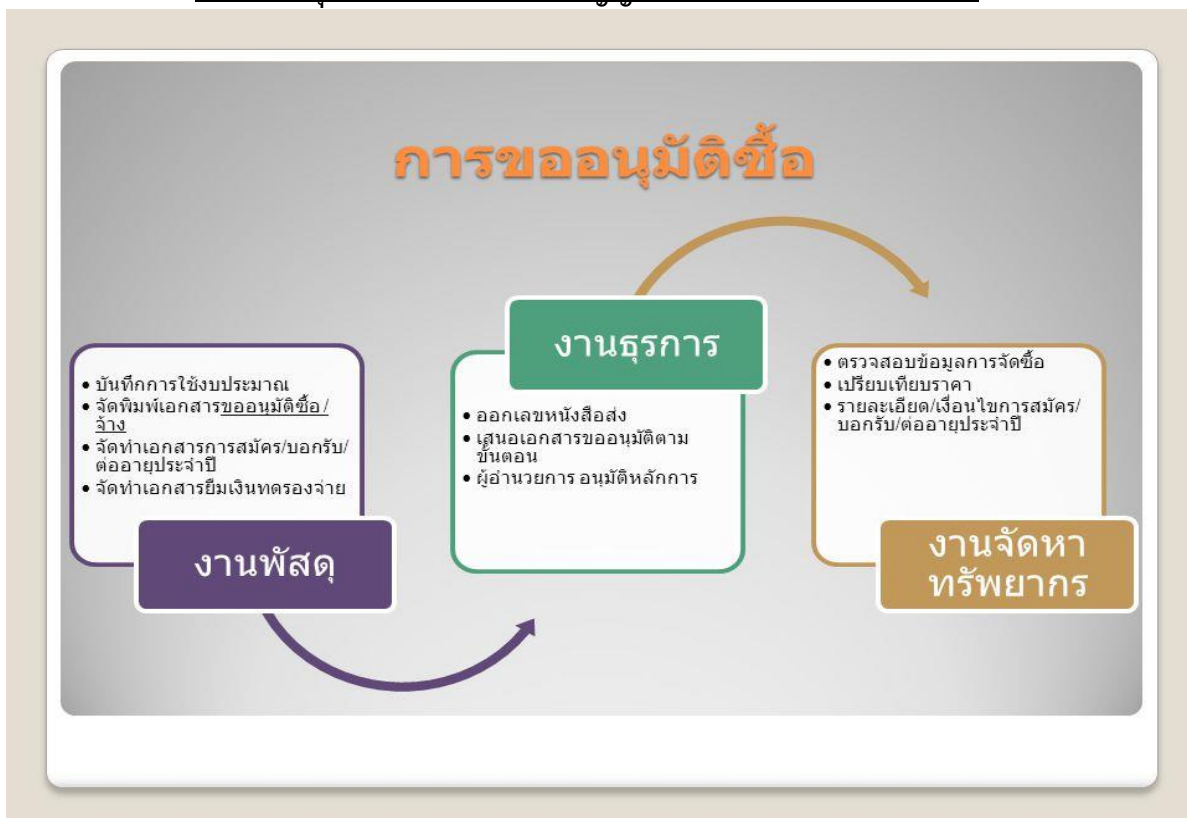 การขออนุมัติซื้อ
งานพัสดุ
• บันทึกการใช้งบประมาณ
• จัดพิมพ์เอกสารขออนุมัติซื้อ/
จ้าง
• จัดทำเอกสารการสมัคร/บอกรับ/
ต่ออายุประจำปี
• จัดทำเอกสารยืมเงินทดรองจ่าย
งานธุรการ
• ออกเลขหนังสือส่ง
• เสนอเอกสารขออนุมัติตาม
ขั้นตอน
• ผู้อำนวยการ อนุมัติหลักการ
• ตรวจสอบข้อมูลการจัดซื้อ
• เปรียบเทียบราคา
• รายละเอียด/เงื่อนไขการสมัคร/
บอกรับ/ต่ออายุประจำปี
งานจัดหา
ทรัพยากร